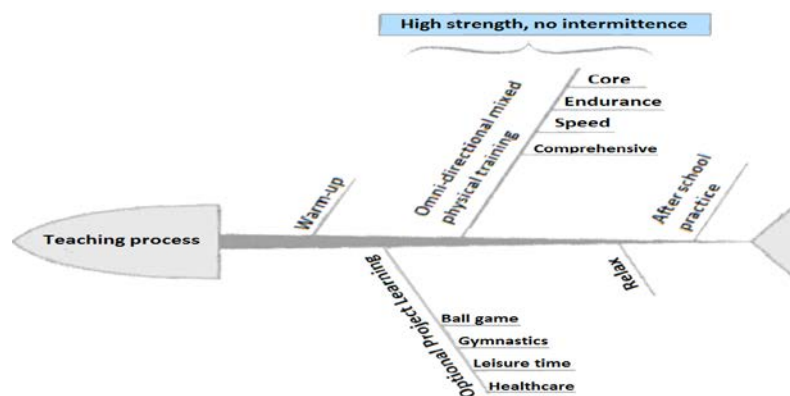 High strength, no intermittence
Core
Endurance
Speed
Comprehensive
Omni-directional mixed
physical training
Warm-up
After school
practice
Teaching process
Relax
Optional Project Learning
Ball game
Gymnastics
Leisure time
Healthcare